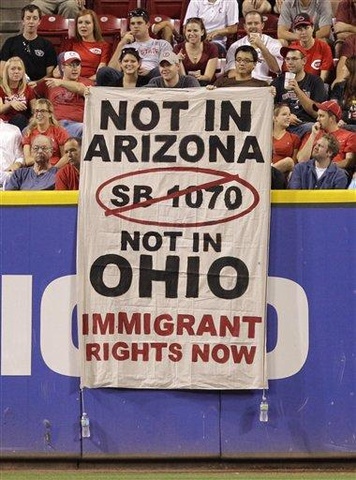 NOT IN
ARIZONA
SB 1070
NOT IN
OHIO
IMMIGRANT
RIGHTS NOW